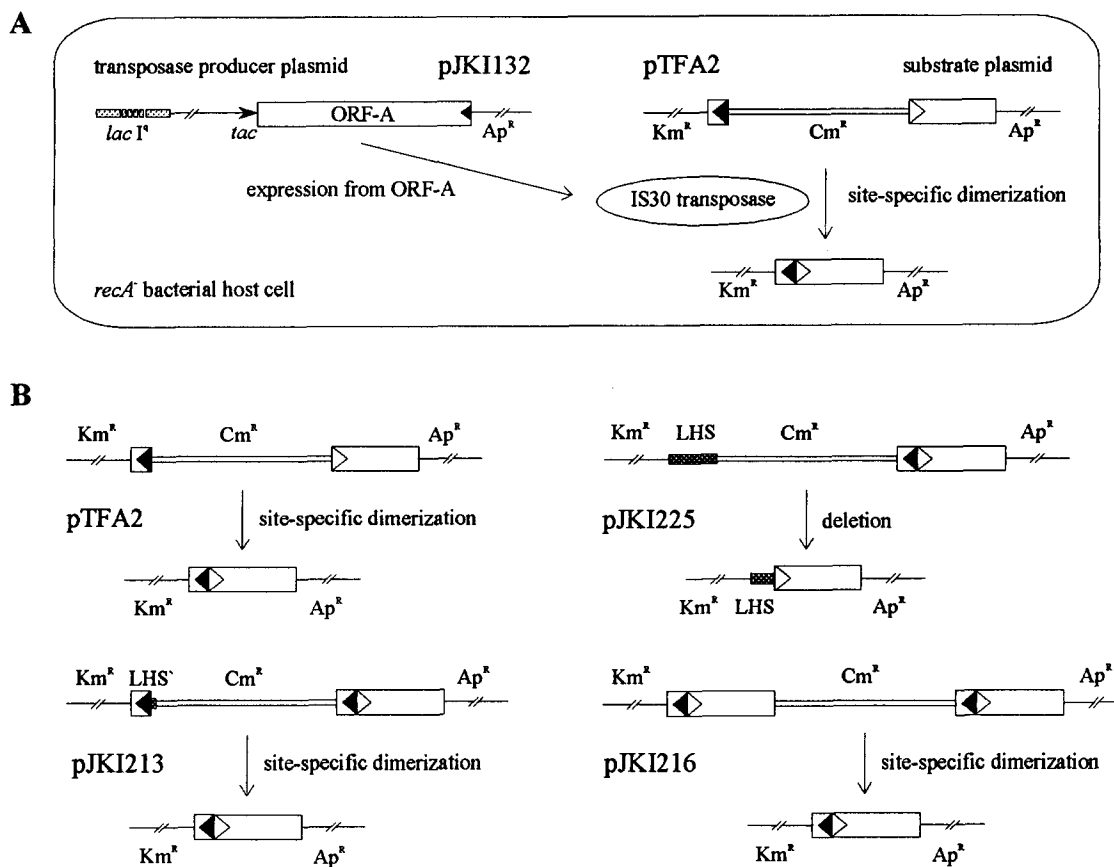 A
transposase producer plasmid pJKI132 pTFA2 substrate plasmid
ORF-A
lac Iq tac Ap^R Km^R Cm^R Ap^R
expression from ORF-A
IS30 transposase site-specific dimerization
recA- bacterial host cell
Km^R Ap^R
B
Km^R Cm^R Ap^R
pTFA2 site-specific dimerization
Km^R Ap^R
Km^R LHS Cm^R Ap^R
pJKI225 deletion
Km^R LHS Ap^R
Km^R LHS` Cm^R Ap^R
pJKI213 site-specific dimerization
Km^R Ap^R
Km^R Cm^R Ap^R
pJKI216 site-specific dimerization
Km^R Ap^R